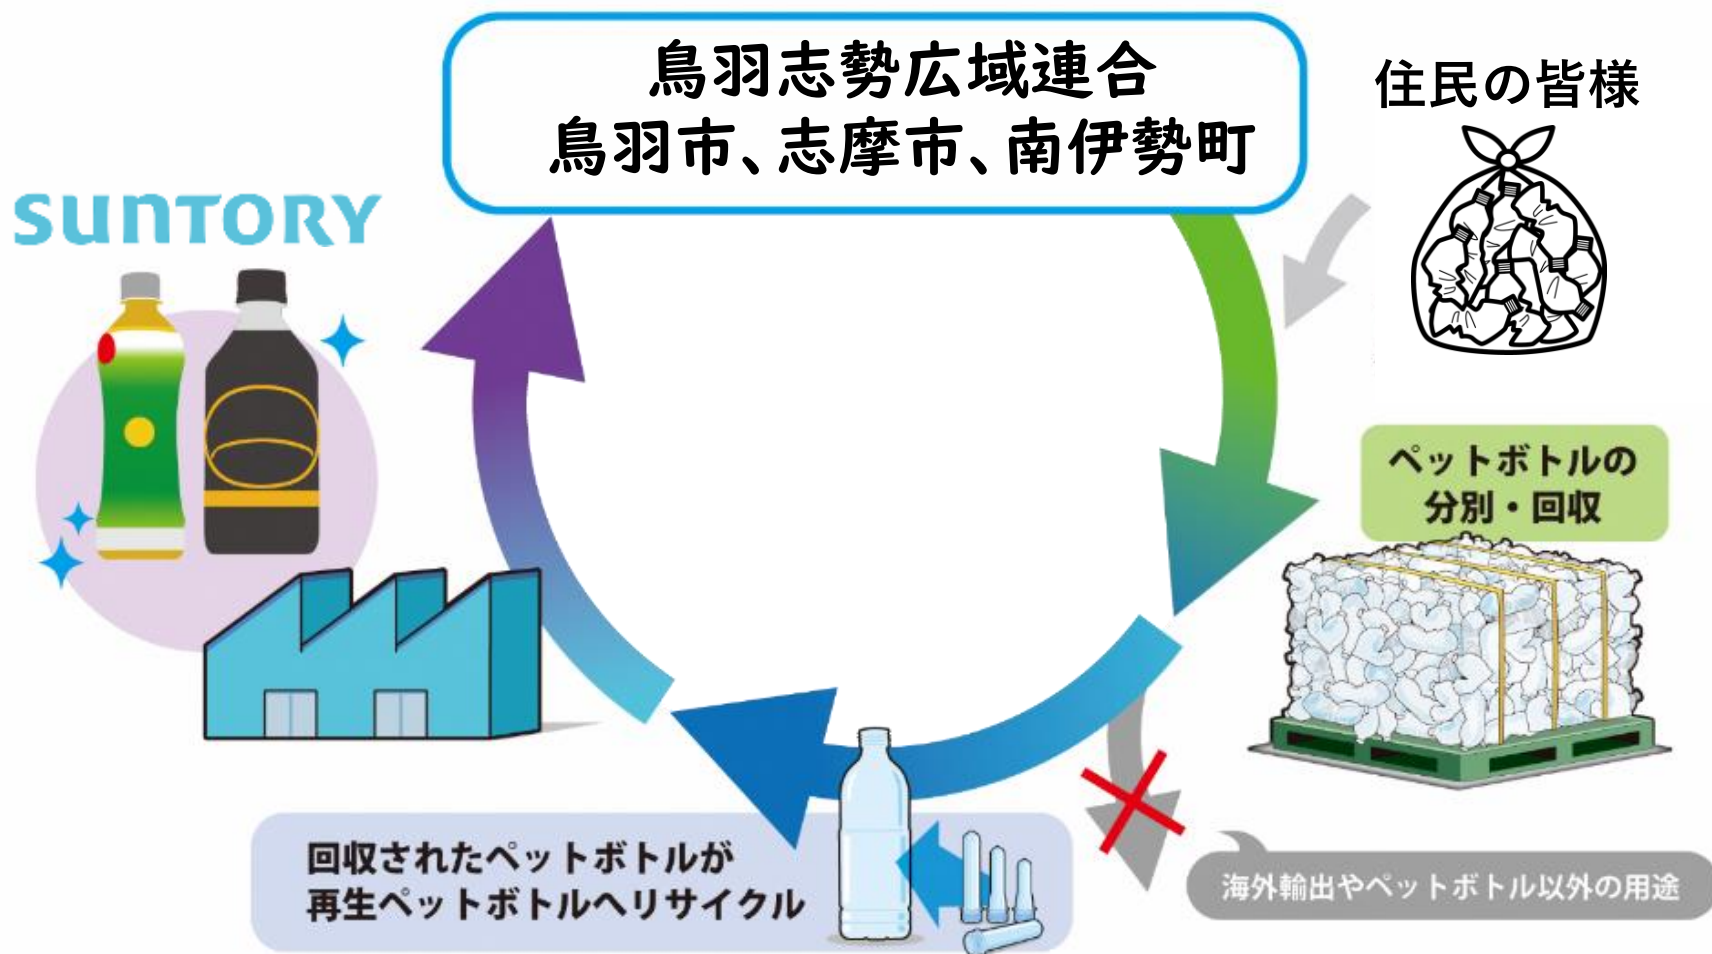 鳥羽志勢広域連合
鳥羽市、志摩市、南伊勢町
住民の皆様
SUNTORY
ペットボトルの
分別・回収
回収されたペットボトルが
再生ペットボトルへリサイクル
海外輸出やペットボトル以外の用途